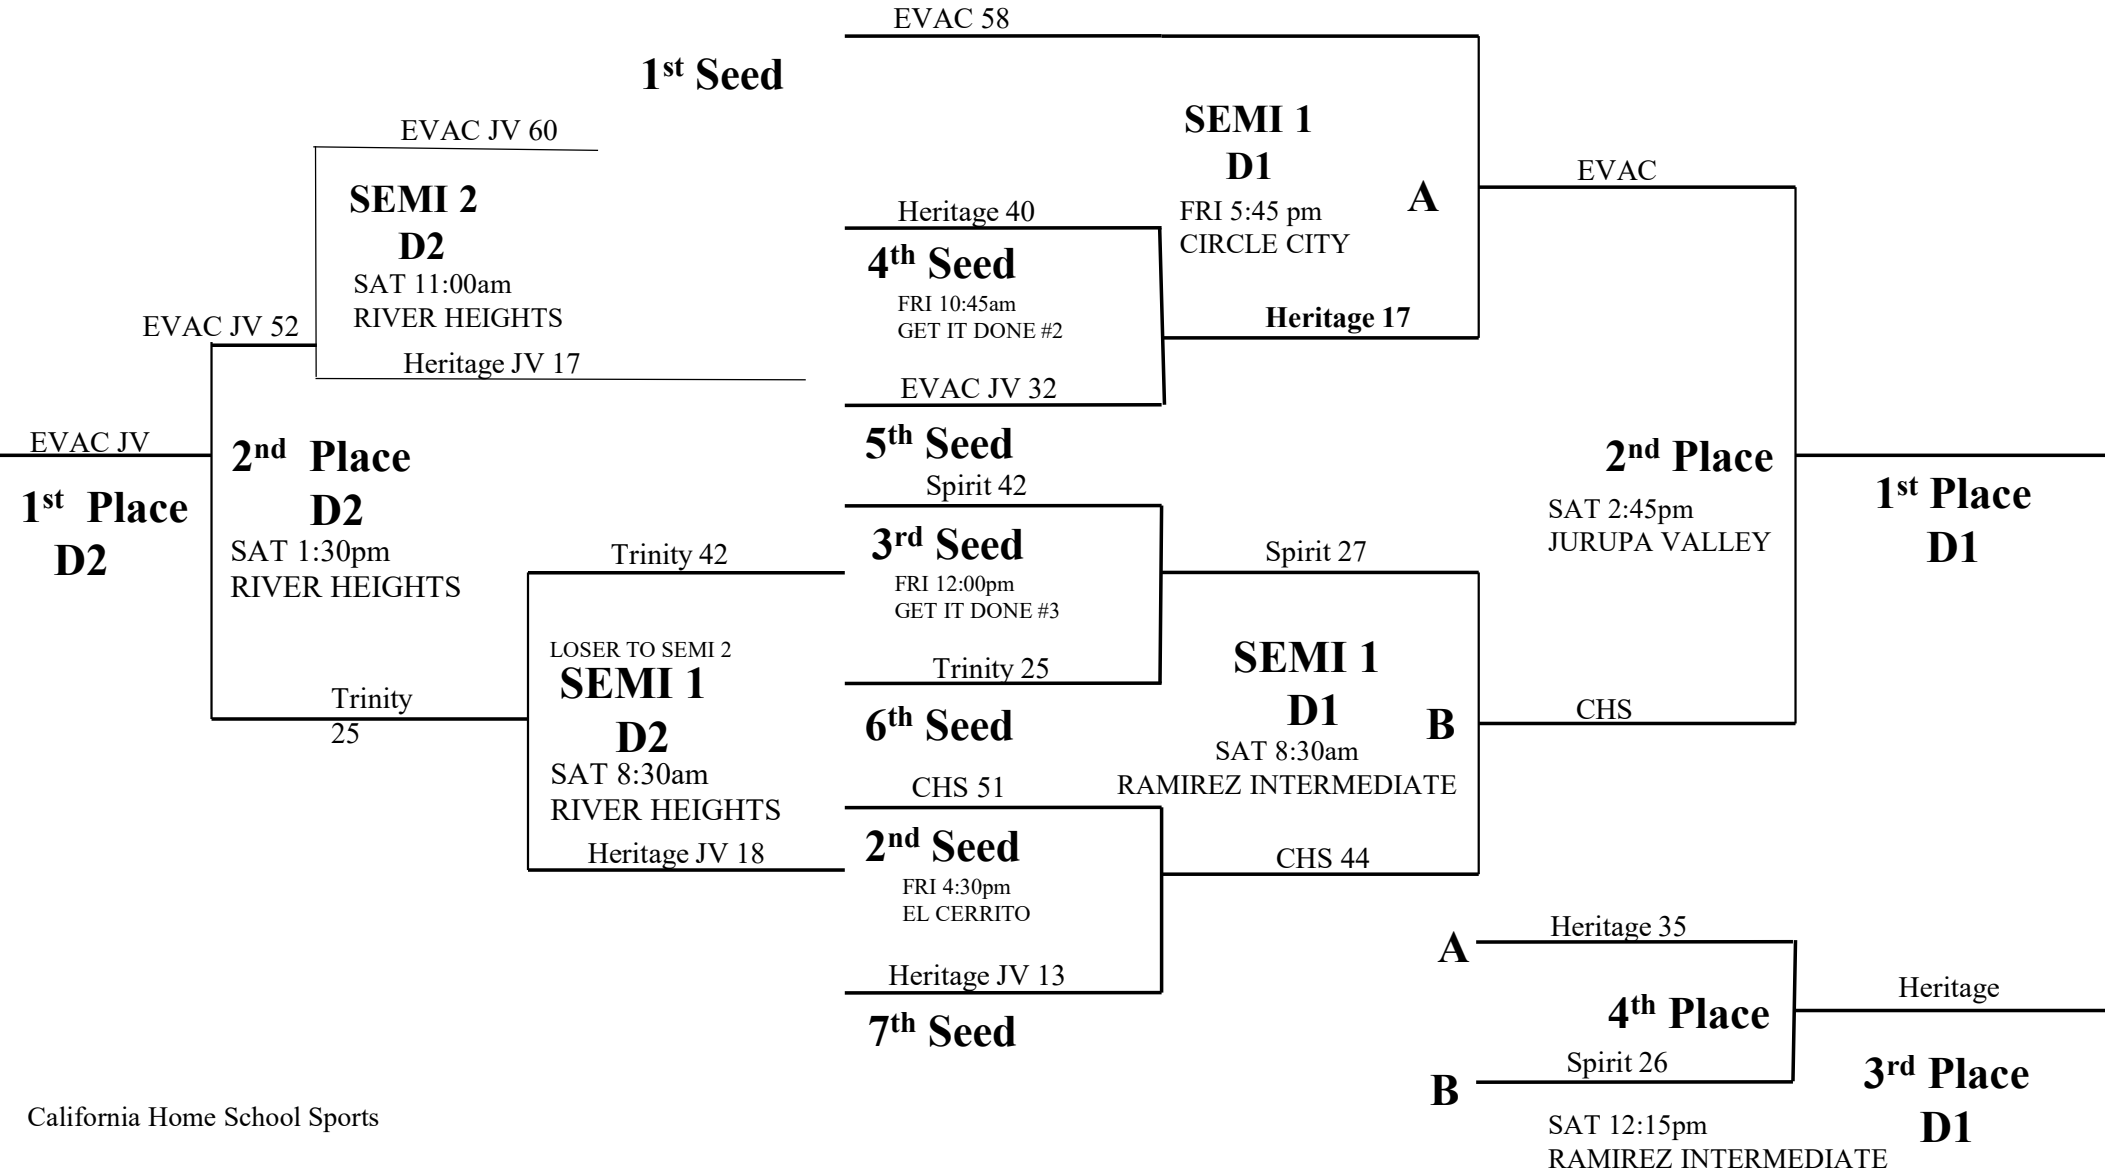 EVAC 58
1st Seed
EVAC JV 60
SEMI 2
D2
SAT 11:00am
RIVER HEIGHTS
Heritage JV 17
EVAC JV 52
EVAC JV
1st Place
D2
2nd Place
D2
SAT 1:30pm
RIVER HEIGHTS
Trinity
25
Trinity 42
LOSER TO SEMI 2
SEMI 1
D2
SAT 8:30am
RIVER HEIGHTS
Heritage JV 18
Heritage 40
4th Seed
FRI 10:45am
GET IT DONE #2
EVAC JV 32
5th Seed
Spirit 42
3rd Seed
FRI 12:00pm
GET IT DONE #3
Trinity 25
6th Seed
CHS 51
2nd Seed
FRI 4:30pm
EL CERRITO
Heritage JV 13
7th Seed
SEMI 1
D1
FRI 5:45 pm
CIRCLE CITY
A
Heritage 17
Spirit 27
SEMI 1
D1
B
SAT 8:30am
RAMIREZ INTERMEDIATE
CHS 44
EVAC
2nd Place
SAT 2:45pm
JURUPA VALLEY
CHS
1st Place
D1
A
Heritage 35
4th Place
Spirit 26
B
SAT 12:15pm
RAMIREZ INTERMEDIATE
Heritage
3rd Place
D1
California Home School Sports